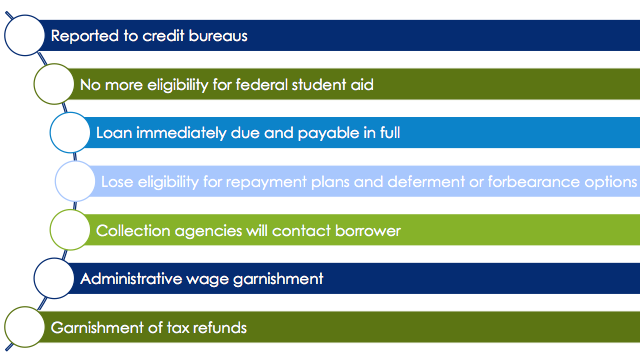 Reported to credit bureaus
No more eligibility for federal student aid
Loan immediately due and payable in full
Lose eligibility for repayment plans and deferment or forbearance options
Collection agencies will contact borrower
Administrative wage garnishment
Garnishment of tax refunds